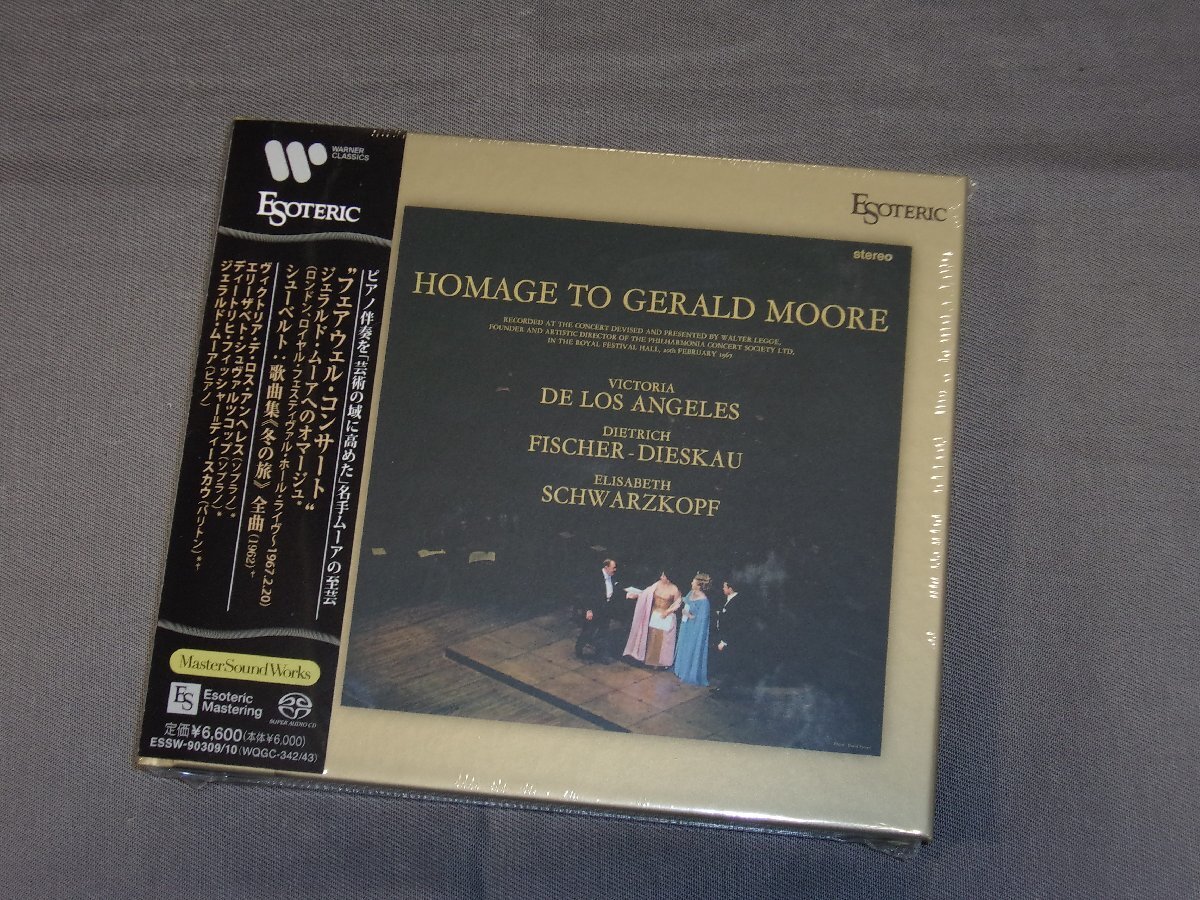 WARNER
CLASSICS
ESOTERIC
ピアノ伴奏を「芸術の域に高めた」名手ムーアの至芸
"フェアウェル・コンサート"
ジェラルド・ムーアへのオマージュ*
(ロンドン、ロイヤル・フェスティヴァル・ホール・ライヴ〜1967.2.20)
シューベルト:歌曲集《冬の旅》全曲(1962)†
ヴィクトリア・デ・ロス・アンヘレス(ソプラノ)*
エリーザベト・シュヴァルツコップ(ソプラノ)*
ディートリヒ・フィッシャー=ディースカウ(バリトン)*†
ジェラルド・ムーア(ピアノ)
MasterSoundWorks
ES
Esoteric
Mastering
SUPER AUDIO CD
定価¥6,600(本体¥6,000)
ESSW-90309/10(WQGC-342/43)
ESOTERIC
stereo
HOMAGE TO GERALD MOORE
RECORDED AT THE CONCERT DEVISED AND PRESENTED BY WALTER LEGGE,
FOUNDER AND ARTISTIC DIRECTOR OF THE PHILHARMONIA CONCERT SOCIETY LTD,
IN THE ROYAL FESTIVAL HALL, 20th FEBRUARY 1967
VICTORIA
DE LOS ANGELES
DIETRICH
FISCHER-DIESKAU
ELISABETH
SCHWARZKOPF